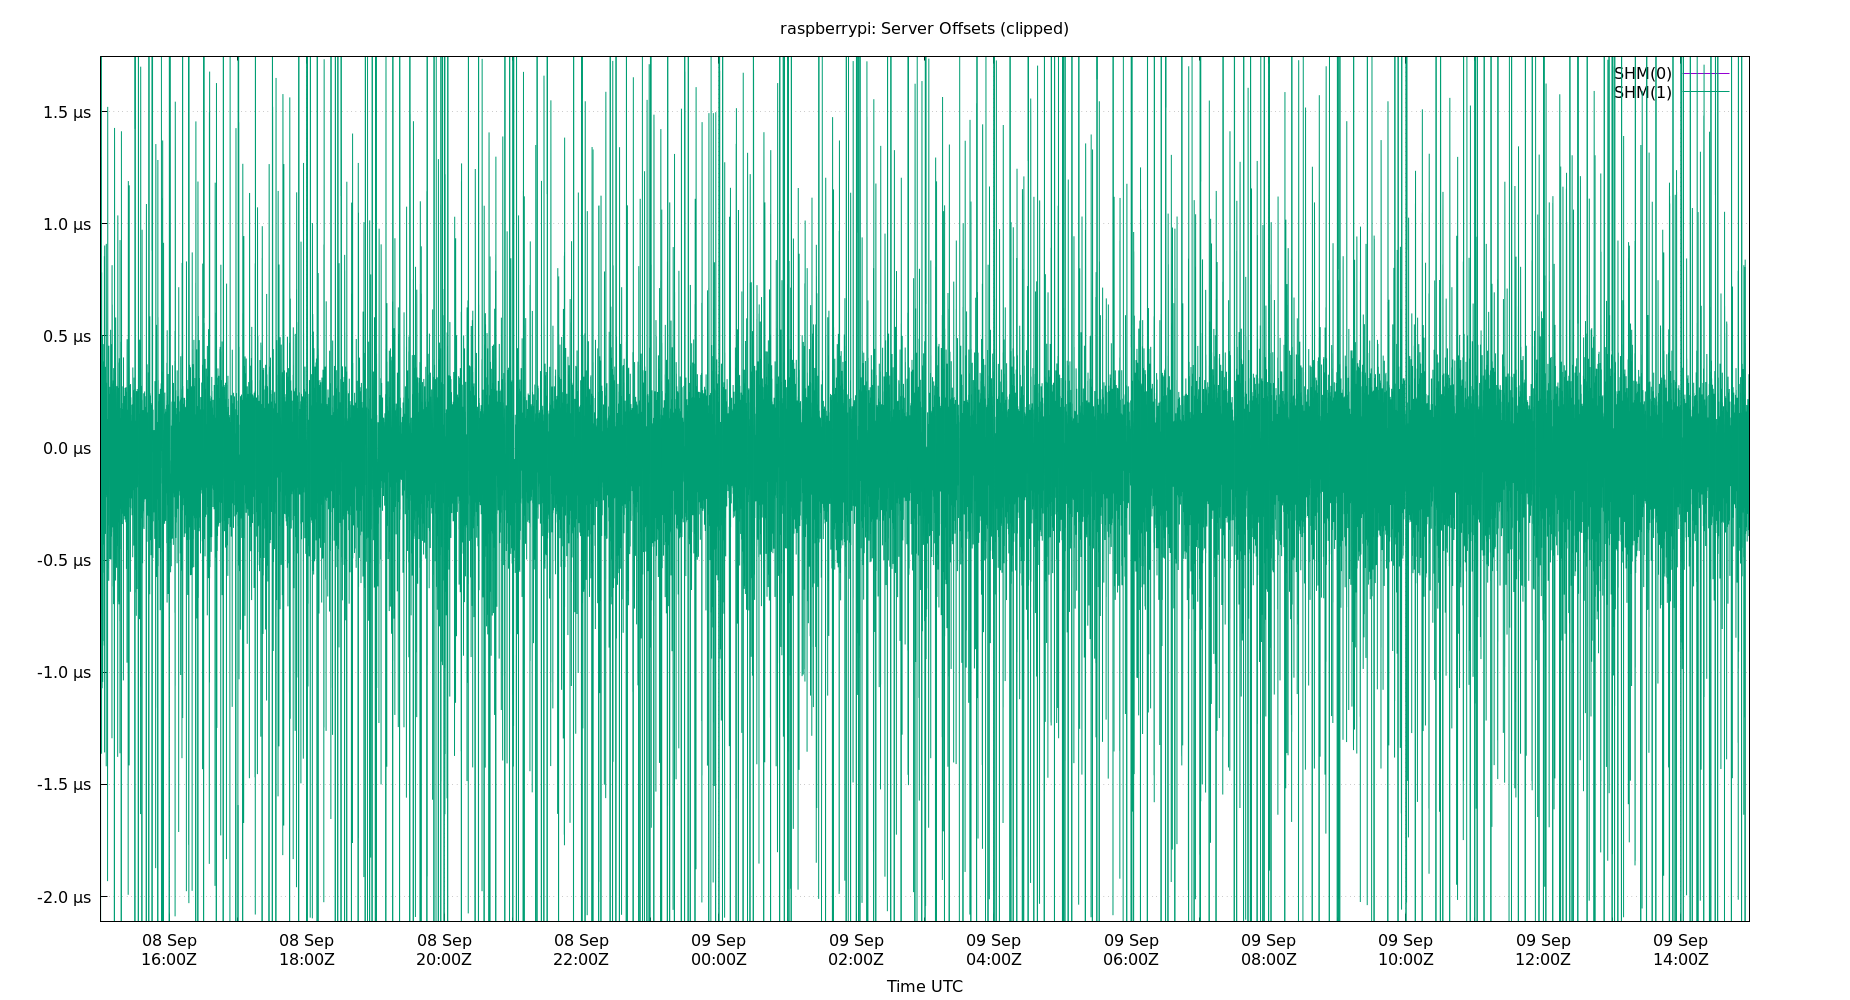 raspberrypi: Server Offsets (clipped)
SHM(0)
SHM(1)
1.5 µs
1.0 µs
0.5 µs
0.0 µs
-0.5 µs
-1.0 µs
-1.5 µs
-2.0 µs
08 Sep 08 Sep 08 Sep 08 Sep 09 Sep 09 Sep 09 Sep 09 Sep 09 Sep 09 Sep 09 Sep 09 Sep
16:00Z 18:00Z 20:00Z 22:00Z 00:00Z 02:00Z 04:00Z 06:00Z 08:00Z 10:00Z 12:00Z 14:00Z
Time UTC